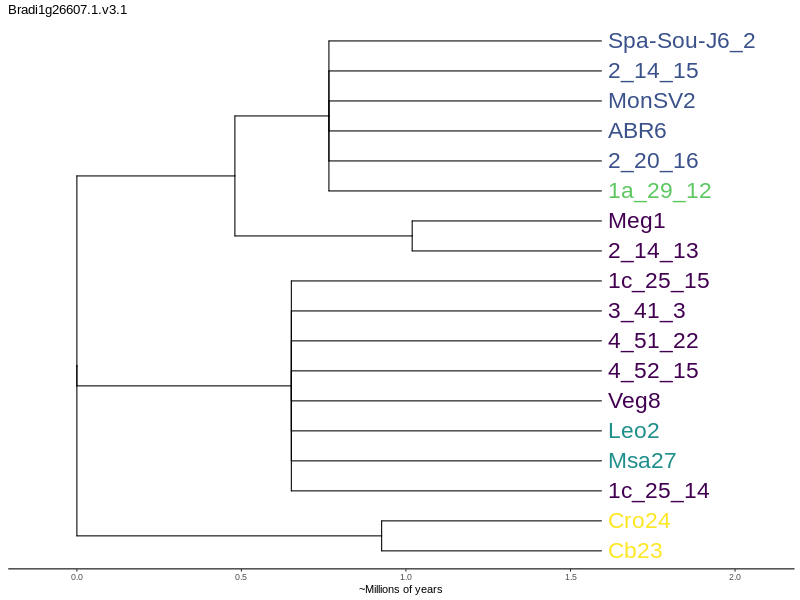 Bradi1g26607.1.v3.1
Spa-Sou-J6_2
2_14_15
MonSV2
ABR6
2_20_16
1a_29_12
Meg1
2_14_13
1c_25_15
3_41_3
4_51_22
4_52_15
Veg8
Leo2
Msa27
1c_25_14
Cro24
Cb23
0.0 0.5 1.0 1.5 2.0
~Millions of years